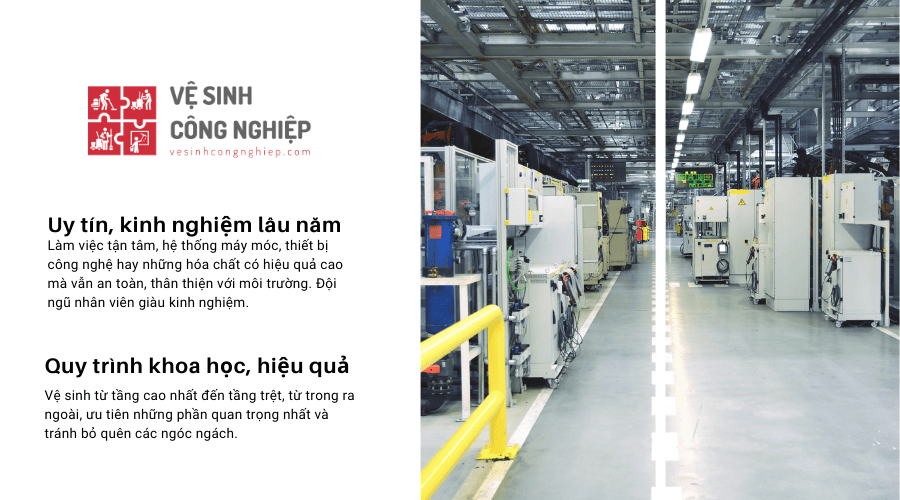 VỆ SINH
CÔNG NGHIỆP
vesinhcongnghiep.com
Uy tín, kinh nghiệm lâu năm
Làm việc tận tâm, hệ thống máy móc, thiết bị
công nghệ hay những hóa chất có hiệu quả cao
mà vẫn an toàn, thân thiện với môi trường. Đội
ngũ nhân viên giàu kinh nghiệm.
Quy trình khoa học, hiệu quả
Vệ sinh từ tầng cao nhất đến tầng trệt, từ trong ra
ngoài, ưu tiên những phần quan trọng nhất và
tránh bỏ quên các ngóc ngách.